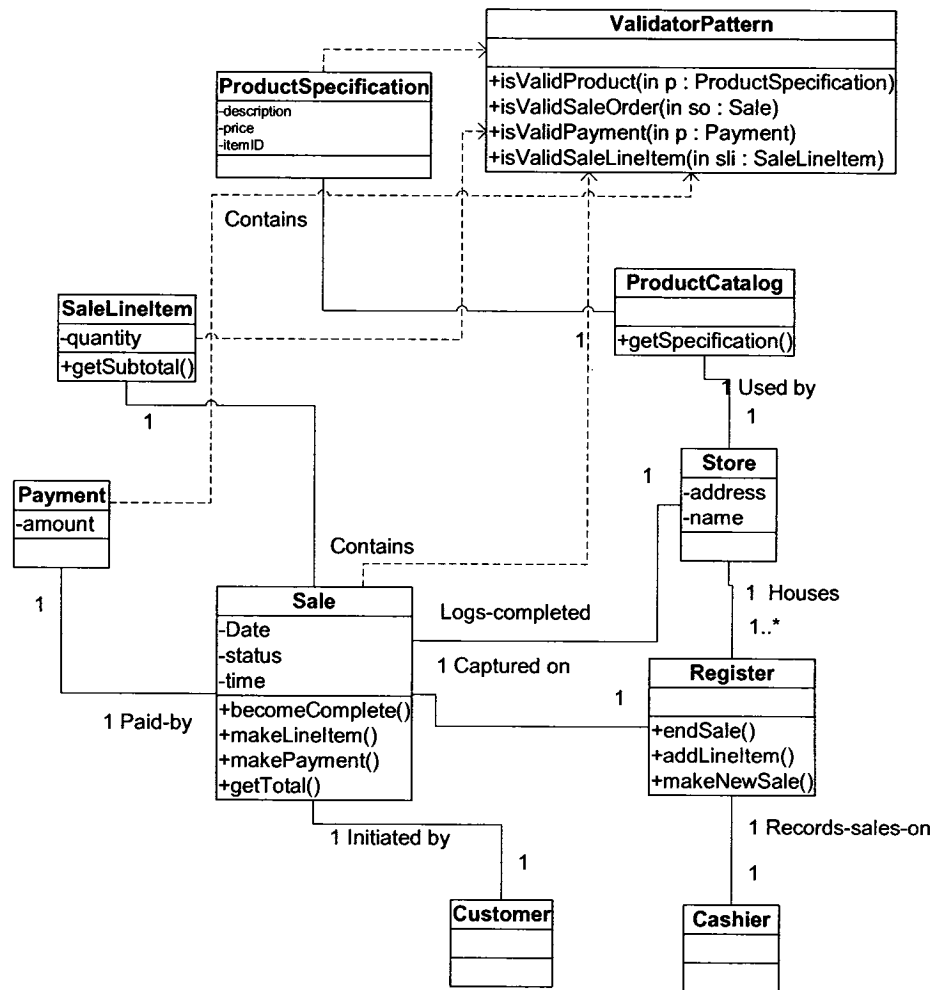 ValidatorPattern
+isValidProduct(in p : ProductSpecification)
+isValidSaleOrder(in so : Sale)
+isValidPayment(in p : Payment)
+isValidSaleLineItem(in sli : SaleLineItem)
ProductSpecification
-description
-price
-itemID
Contains
ProductCatalog
+getSpecification()
1
SaleLineItem
-quantity
+getSubtotal()
1
1 Used by
1
Store
-address
-name
1
Payment
-amount
1
Contains
Sale
-Date
-status
-time
+becomeComplete()
+makeLineItem()
+makePayment()
+getTotal()
Logs-completed
1 Captured on
1
1 Houses
1..*
Register
+endSale()
+addLineItem()
+makeNewSale()
1 Paid-by
1 Initiated by
1
1 Records-sales-on
1
Customer
Cashier